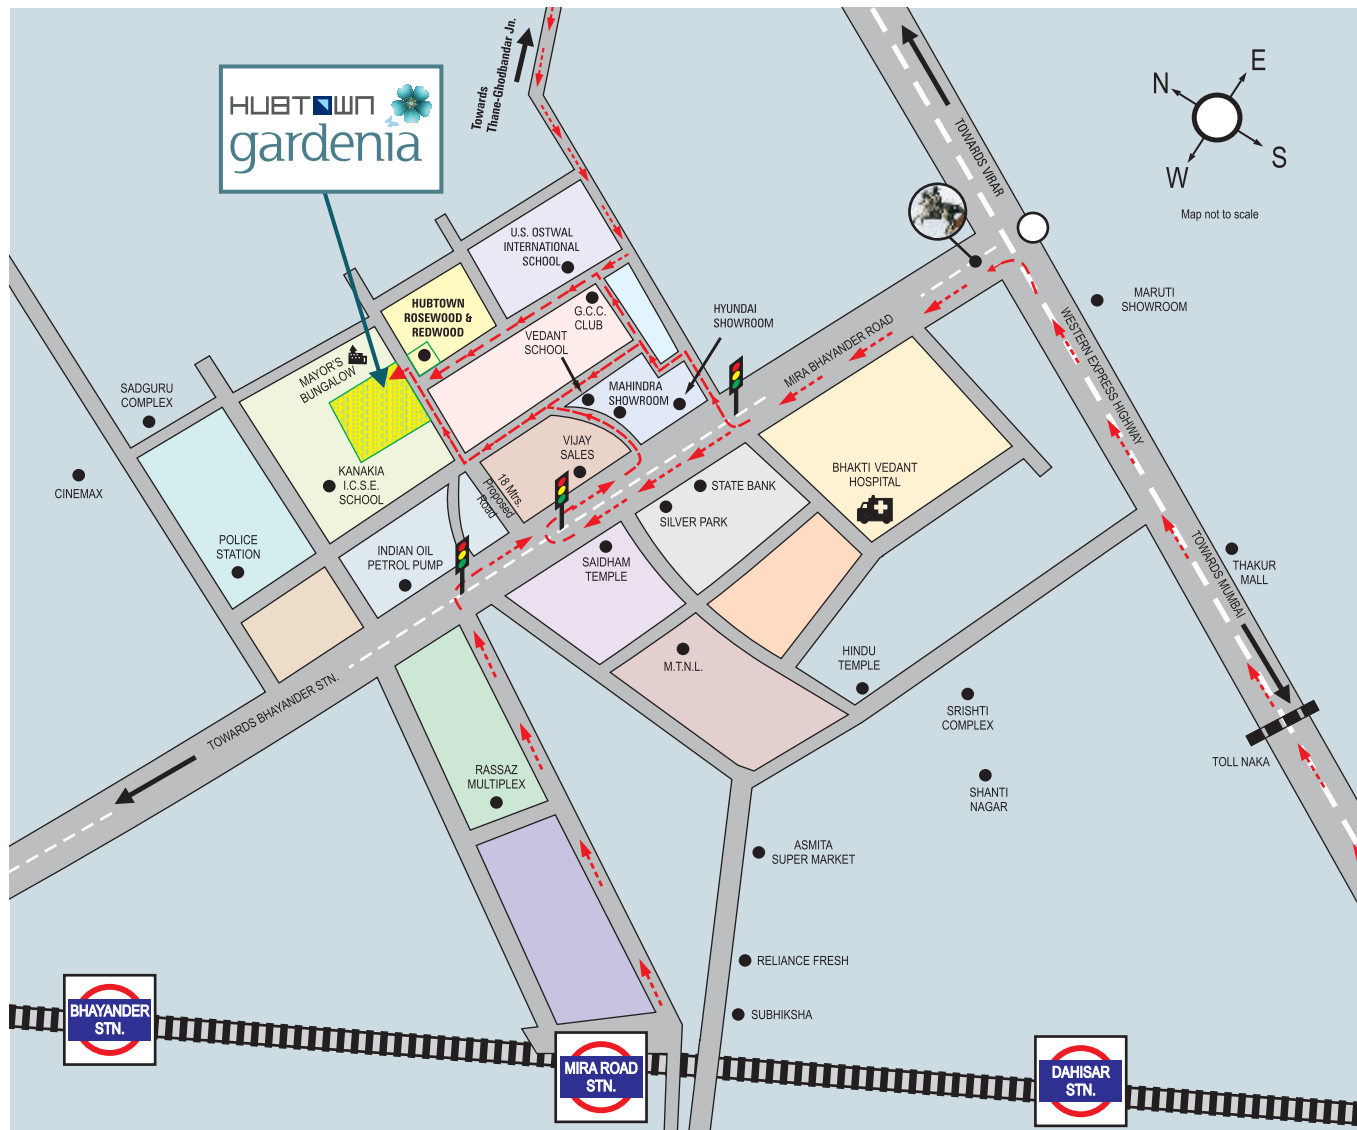 Towards
Thane-Ghodbandar Jn.
HUBTOWN
gardenia
TOWARDS VIRAR
N
E
S
W
Map not to scale
U.S. OSTWAL
INTERNATIONAL
SCHOOL
HUBTOWN
ROSEWOOD &
REDWOOD
G.C.C.
CLUB
VEDANT
SCHOOL
HYUNDAI
SHOWROOM
MARUTI
SHOWROOM
MIRA BHAYANDER ROAD
WESTERN EXPRESS HIGHWAY
MAYOR'S
BUNGALOW
SADGURU
COMPLEX
MAHINDRA
SHOWROOM
VIJAY
SALES
CINEMAX
KANAKIA
I.C.S.E.
SCHOOL
18 Mtrs.
Proposed
Road
STATE BANK
SILVER PARK
BHAKTI VEDANT
HOSPITAL
POLICE
STATION
INDIAN OIL
PETROL PUMP
SAIDHAM
TEMPLE
THAKUR
MALL
TOWARDS MUMBAI
M.T.N.L.
HINDU
TEMPLE
TOWARDS BHAYANDER STN.
SRISHTI
COMPLEX
TOLL NAKA
RASSAZ
MULTIPLEX
SHANTI
NAGAR
ASMITA
SUPER MARKET
RELIANCE FRESH
SUBHIKSHA
BHAYANDER
STN.
MIRA ROAD
STN.
DAHISAR
STN.